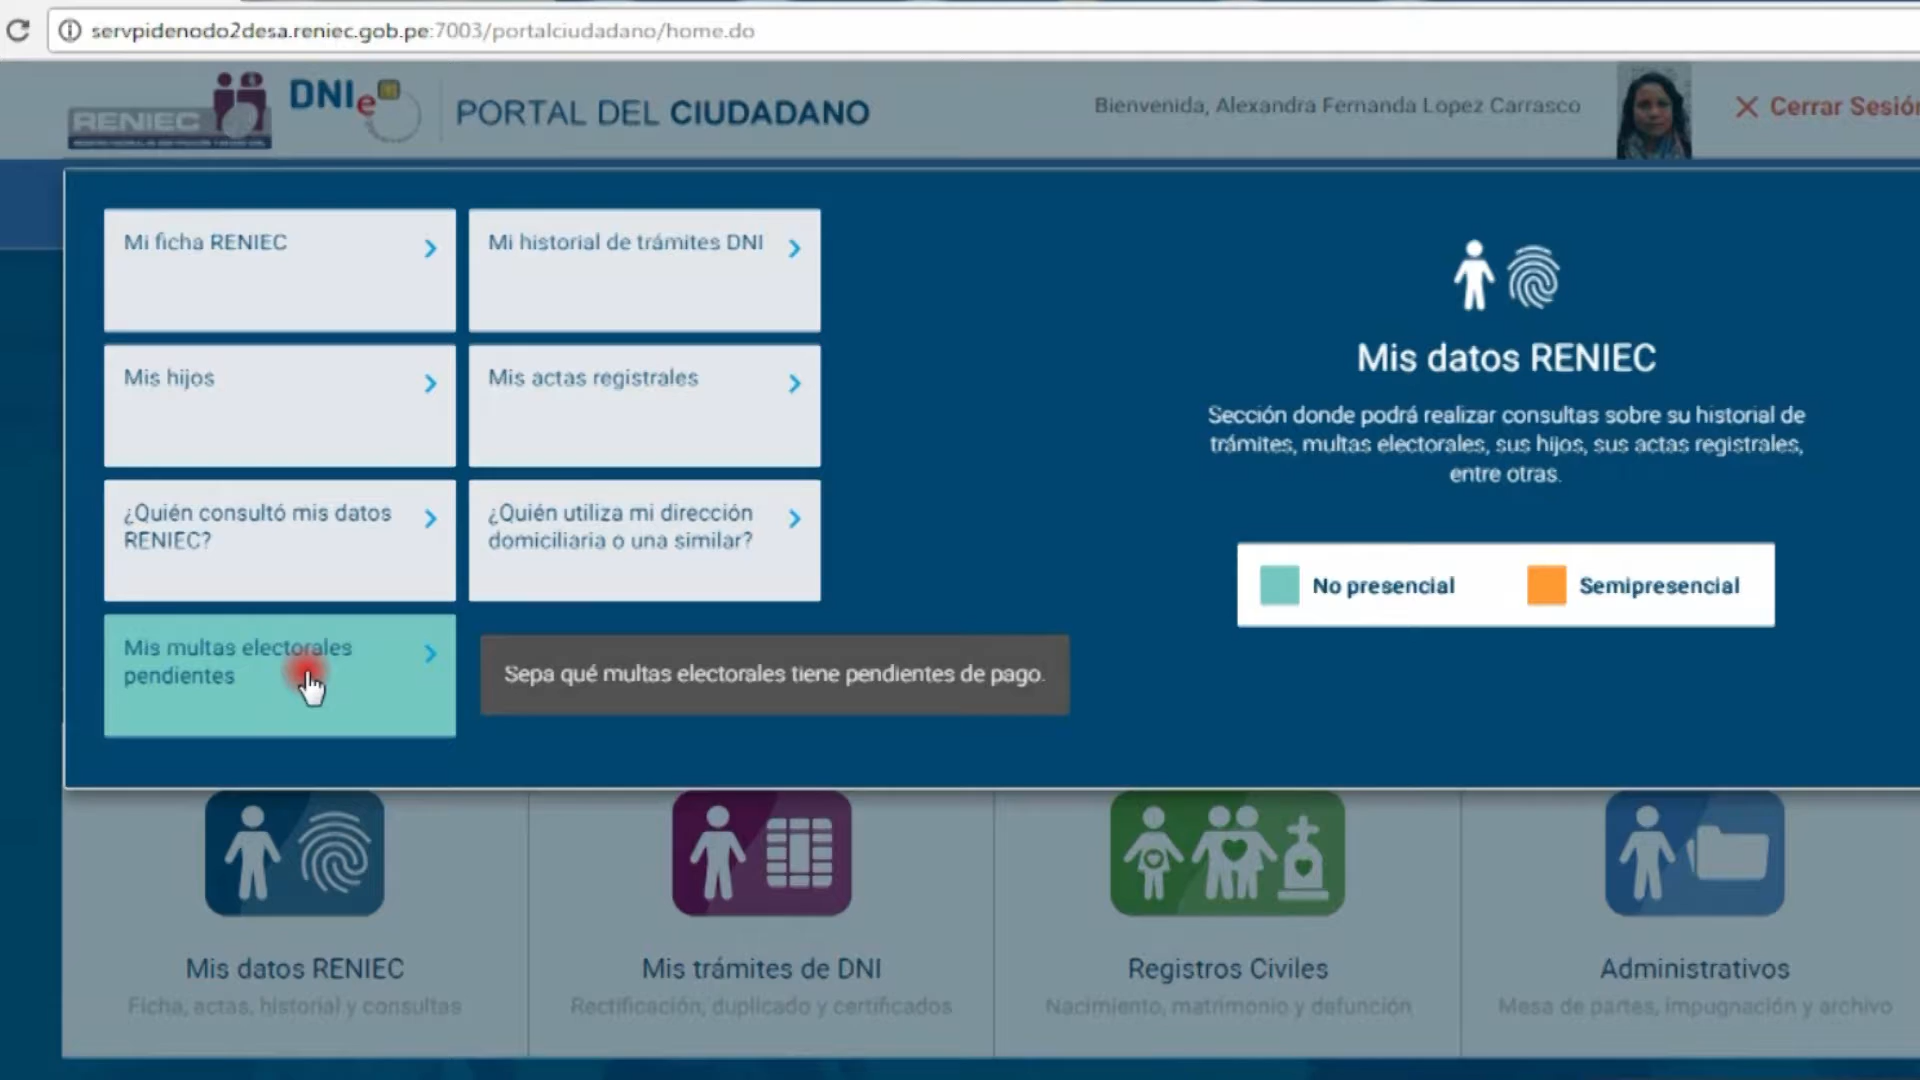 servpidenodo2desa.reniec.gob.pe:7003/portalciudadano/home.do
RENIEC
DNIe
PORTAL DEL CIUDADANO
Bienvenida, Alexandra Fernanda Lopez Carrasco
Cerrar Sesión
Mi ficha RENIEC
Mi historial de trámites DNI
Mis hijos
Mis actas registrales
¿Quién consultó mis datos
RENIEC?
¿Quién utiliza mi dirección
domiciliaria o una similar?
Mis multas electorales
pendientes
Sepa qué multas electorales tiene pendientes de pago.
Mis datos RENIEC
Sección donde podrá realizar consultas sobre su historial de
trámites, multas electorales, sus hijos, sus actas registrales,
entre otras.
No presencial
Semipresencial
Mis datos RENIEC
Ficha, actas, historial y consultas
Mis trámites de DNI
Rectificación, duplicado y certificados
Registros Civiles
Nacimiento, matrimonio y defunción
Administrativos
Mesa de partes, impugnación y archivo